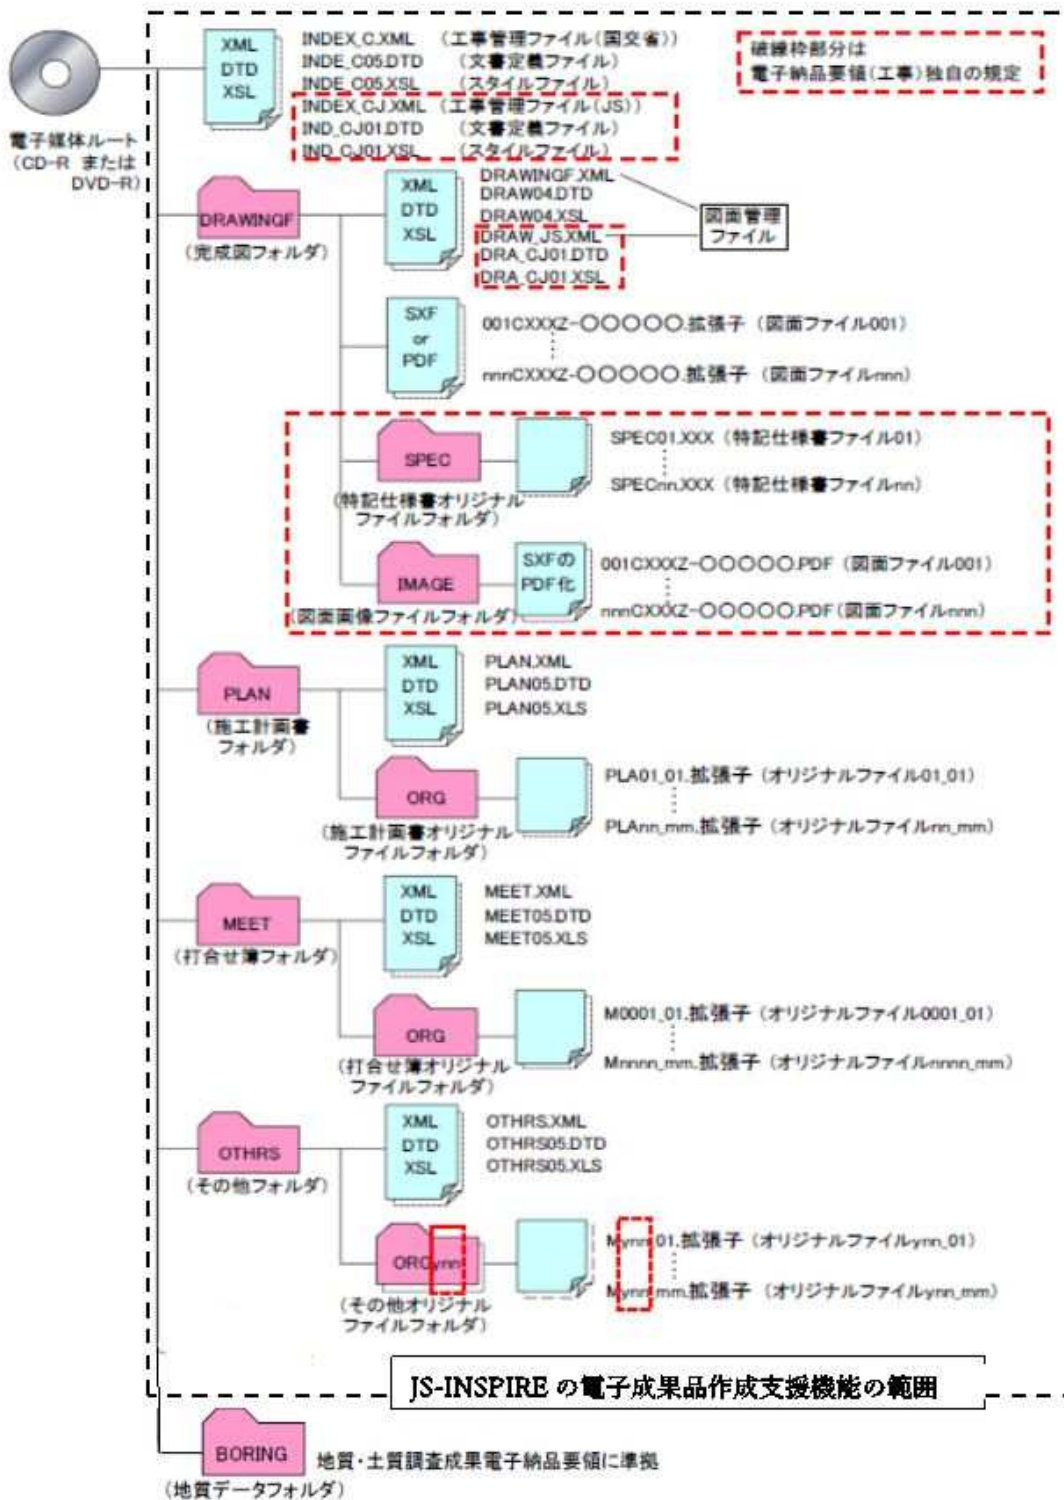 XML
DTD
XSL
INDEX_C.XML （工事管理ファイル（国交省））
INDE_C05.DTD （文書定義ファイル）
INDE_C05.XSL （スタイルファイル）
INDEX_CJ.XML （工事管理ファイル（JS））
IND_CJ01.DTD （文書定義ファイル）
IND_CJ01.XSL （スタイルファイル）
破線枠部分は
電子納品要領（工事）独自の規定
電子媒体ルート
（CD-R または
DVD-R）
DRAWINGF
（完成図フォルダ）
XML
DTD
XSL
DRAWINGF.XML
DRAW04.DTD
DRAW04.XSL
DRAW_JS.XML
DRA_CJ01.DTD
DRA_CJ01.XSL
図面管理
ファイル
SXF
or
PDF
001CXXXZ-〇〇〇〇〇.拡張子（図面ファイル001）
nnnCXXXZ-〇〇〇〇〇.拡張子（図面ファイルnnn）
SPEC
（特記仕様書オリジナル
ファイルフォルダ）
SPEC01.XXX（特記仕様書ファイル01）
SPECnn.XXX（特記仕様書ファイルnn）
IMAGE
（図面画像ファイルフォルダ）
SXFの
PDF化
001CXXXZ-〇〇〇〇〇.PDF（図面ファイル001）
nnnCXXXZ-〇〇〇〇〇.PDF（図面ファイルnnn）
PLAN
（施工計画書
フォルダ）
XML
DTD
XSL
PLAN.XML
PLAN05.DTD
PLAN05.XLS
ORG
（施工計画書オリジナル
ファイルフォルダ）
PLA01_01.拡張子（オリジナルファイル01_01）
PLAnn_mm.拡張子（オリジナルファイルnn_mm）
MEET
（打合せ簿フォルダ）
XML
DTD
XSL
MEET.XML
MEET05.DTD
MEET05.XLS
ORG
（打合せ簿オリジナル
ファイルフォルダ）
M0001_01.拡張子（オリジナルファイル0001_01）
Mnnnn_mm.拡張子（オリジナルファイルnnnn_mm）
OTHRS
（その他フォルダ）
XML
DTD
XSL
OTHRS.XML
OTHRS05.DTD
OTHRS05.XLS
ORGynn
（その他オリジナル
ファイルフォルダ）
Mynn_01.拡張子（オリジナルファイルynn_01）
Mynn_mm.拡張子（オリジナルファイルynn_mm）
JS-INSPIRE の電子成果品作成支援機能の範囲
BORING
（地質データフォルダ）
地質・土質調査成果電子納品要領に準拠